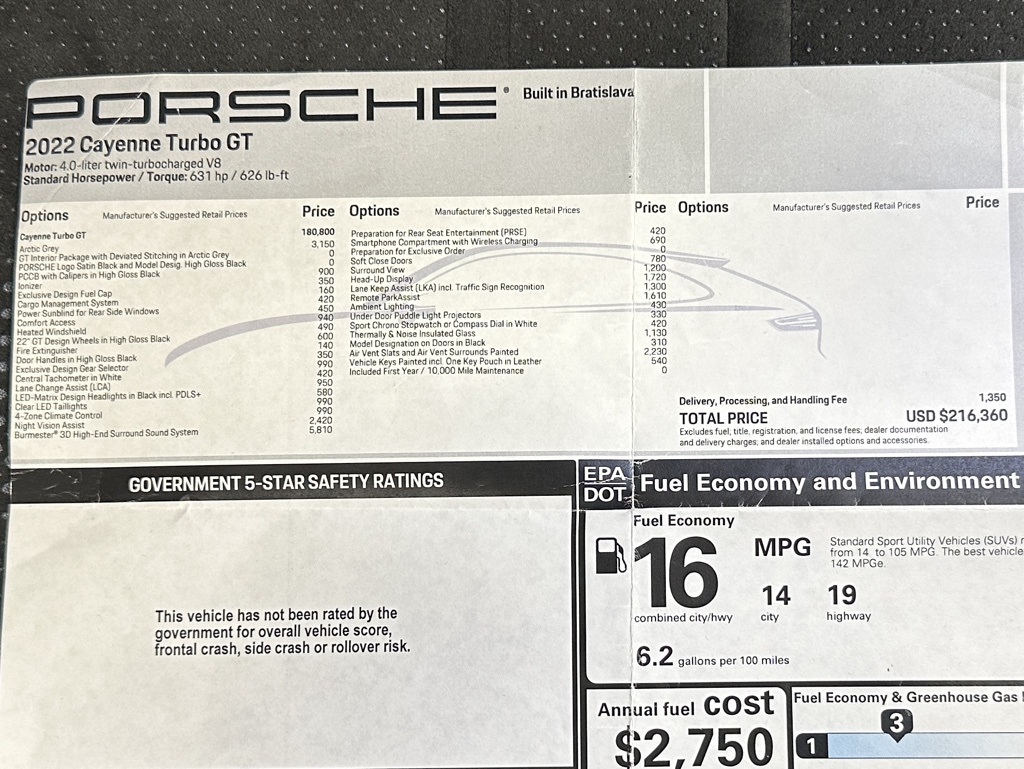 PORSCHE® Built in Bratislava
2022 Cayenne Turbo GT
Motor: 4.0-liter twin-turbocharged V8
Standard Horsepower / Torque: 631 hp / 626 lb-ft
Options Manufacturer's Suggested Retail Prices Price
Cayenne Turbo GT 180,800
Arctic Grey 3,150
GT Interior Package with Deviated Stitching in Arctic Grey 0
PORSCHE Logo Satin Black and Model Desig. High Gloss Black 0
PCCB with Calipers in High Gloss Black 900
Ionizer 350
Exclusive Design Fuel Cap 160
Cargo Management System 420
Power Sunblind for Rear Side Windows 450
Comfort Access 940
Heated Windshield 490
22" GT Design Wheels in High Gloss Black 600
Fire Extinguisher 140
Door Handles in High Gloss Black 350
Exclusive Design Gear Selector 990
Central Tachometer in White 420
Lane Change Assist (LCA) 950
LED-Matrix Design Headlights in Black incl. PDLS+ 580
Clear LED Taillights 990
4-Zone Climate Control 990
Night Vision Assist 2,420
Burmester® 3D High-End Surround Sound System 5,810
Options Manufacturer's Suggested Retail Prices Price
Preparation for Rear Seat Entertainment (PRSE) 420
Smartphone Compartment with Wireless Charging 690
Preparation for Exclusive Order 0
Soft Close Doors 780
Surround View 1,200
Head-Up Display 1,720
Lane Keep Assist (LKA) incl. Traffic Sign Recognition 1,300
Remote ParkAssist 1,610
Ambient Lighting 430
Under Door Puddle Light Projectors 330
Sport Chrono Stopwatch or Compass Dial in White 420
Thermally & Noise Insulated Glass 1,130
Model Designation on Doors in Black 310
Air Vent Slats and Air Vent Surrounds Painted 2,230
Vehicle Keys Painted incl. One Key Pouch in Leather 540
Included First Year / 10,000 Mile Maintenance 0
Options Manufacturer's Suggested Retail Prices Price
Delivery, Processing, and Handling Fee 1,350
TOTAL PRICE USD $216,360
Excludes fuel, title, registration, and license fees; dealer documentation
and delivery charges; and dealer installed options and accessories.
GOVERNMENT 5-STAR SAFETY RATINGS
This vehicle has not been rated by the
government for overall vehicle score,
frontal crash, side crash or rollover risk.
EPA
DOT
Fuel Economy and Environment
Fuel Economy
16 MPG
combined city/hwy
14
city
19
highway
Standard Sport Utility Vehicles (SUVs) r
from 14 to 105 MPG. The best vehicle
142 MPGe.
6.2 gallons per 100 miles
Annual fuel cost
$2,750
Fuel Economy & Greenhouse Gas
3
1